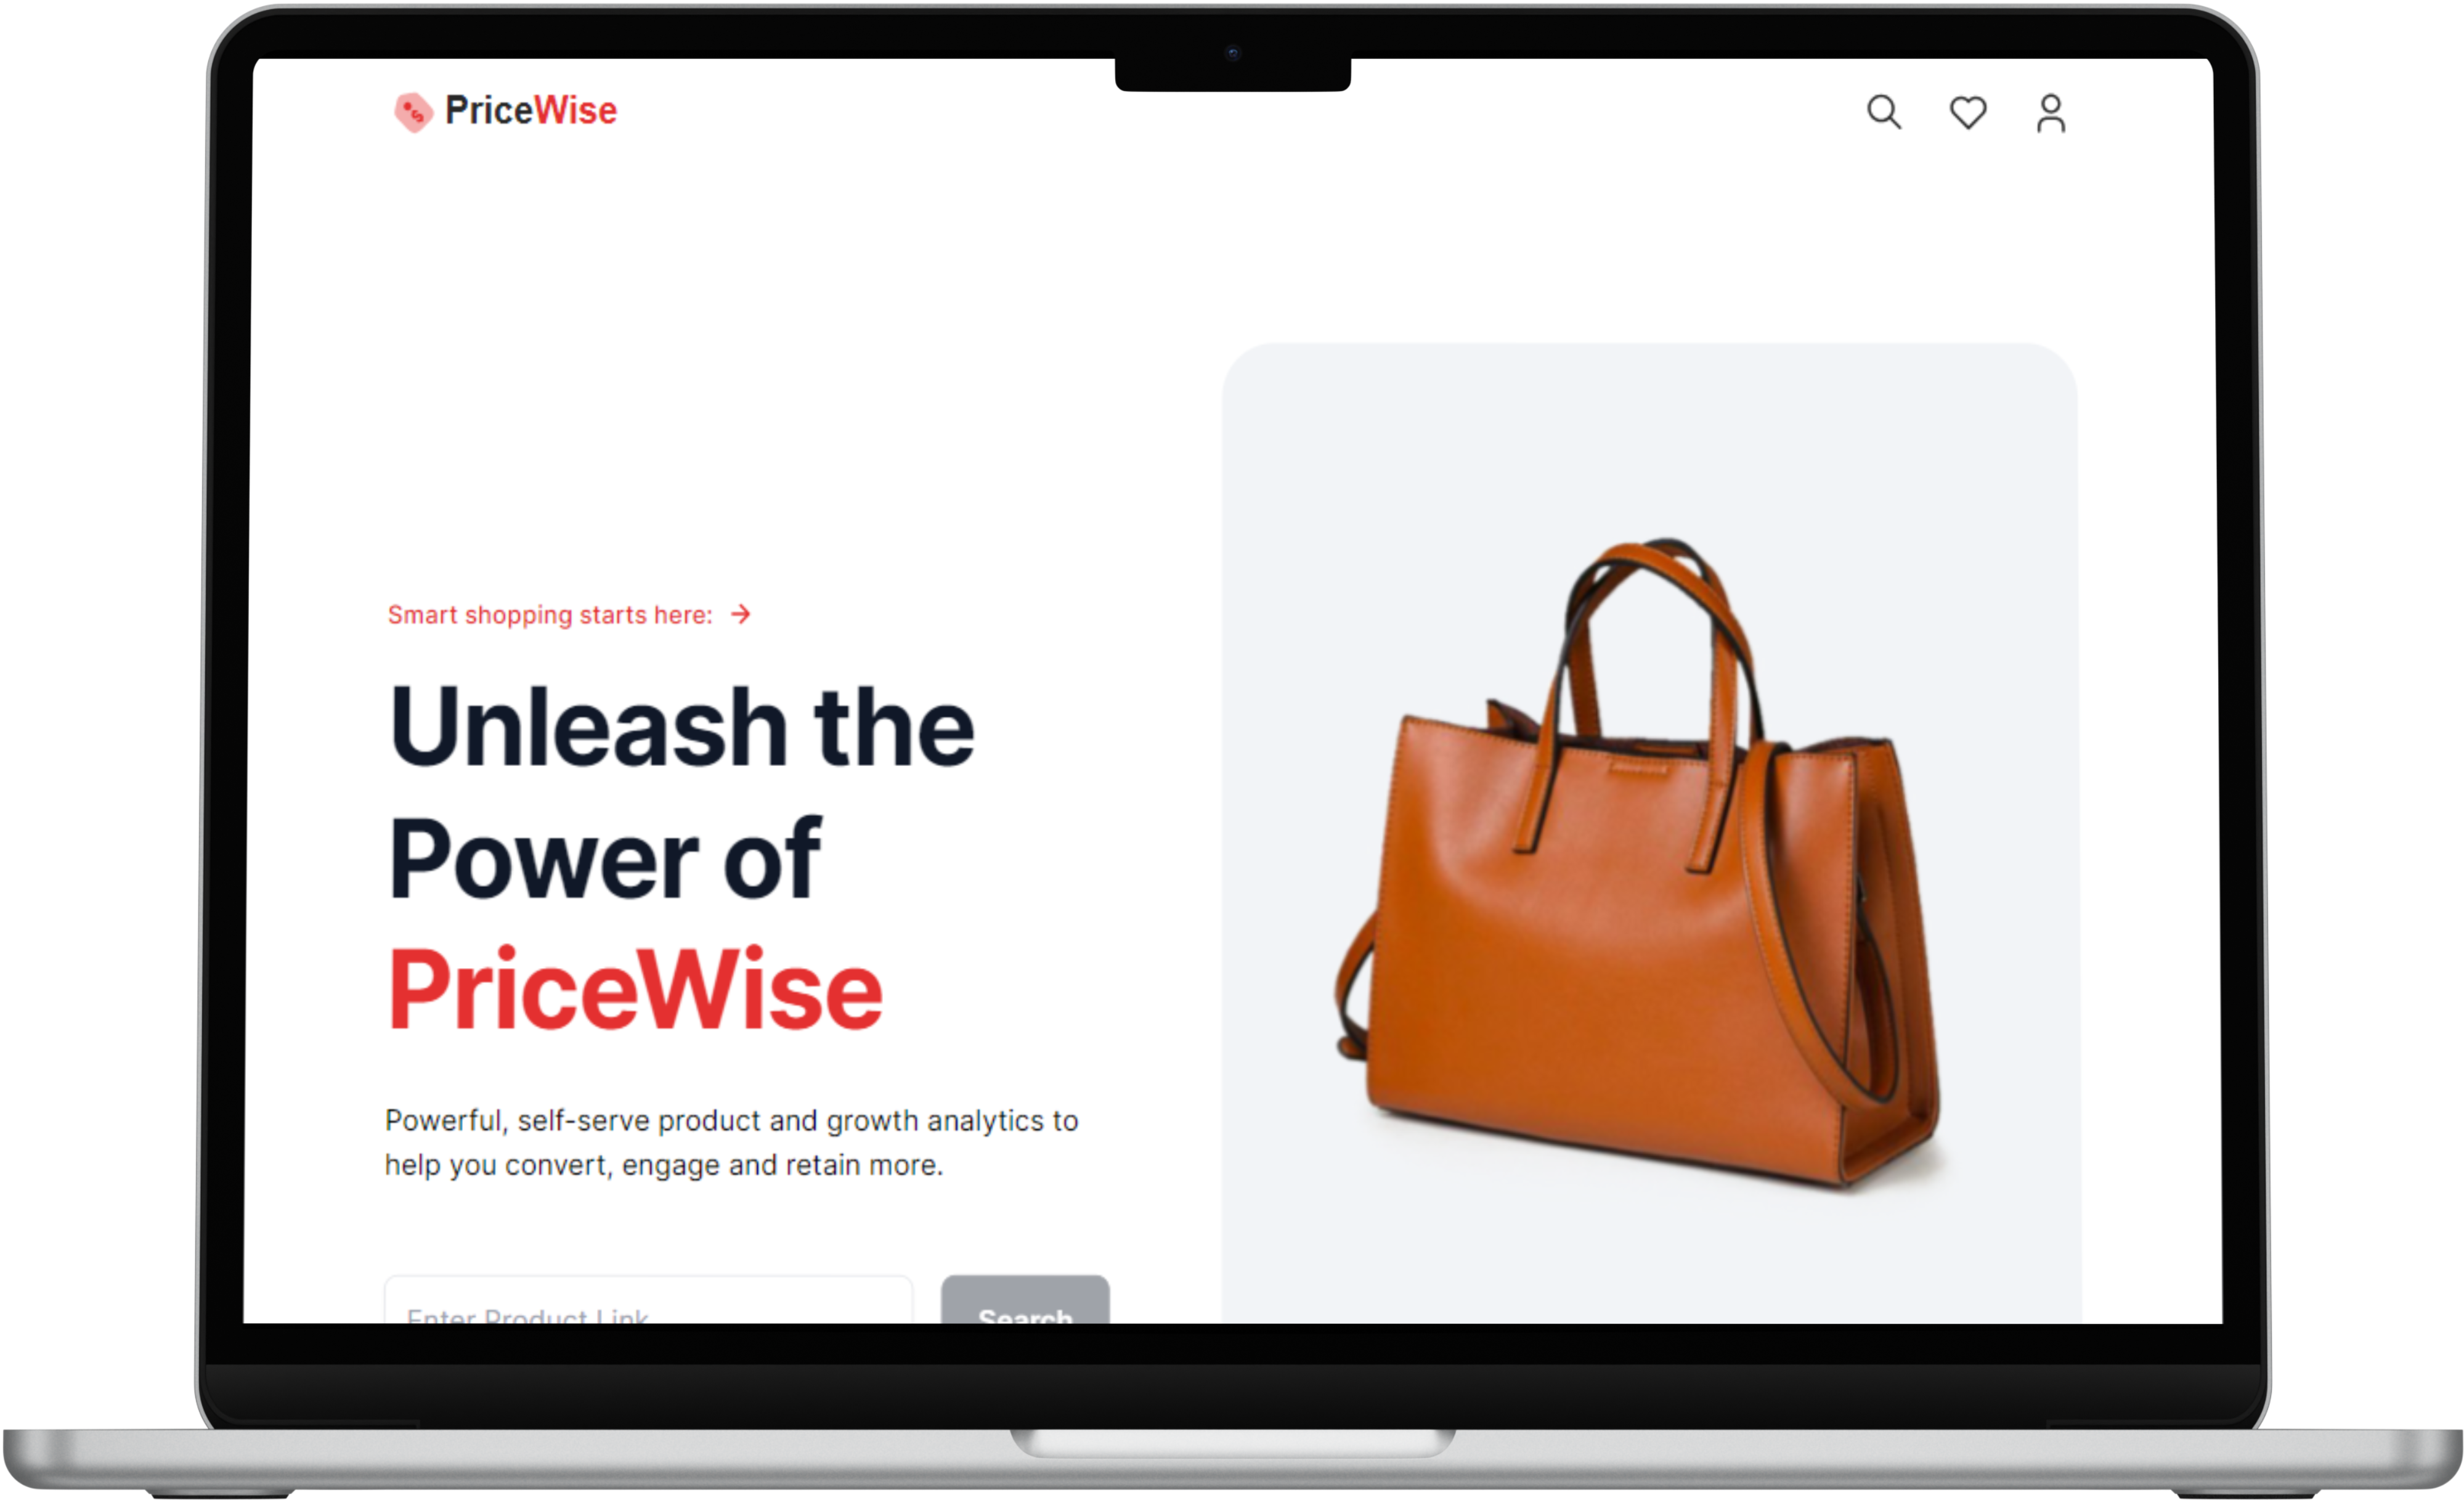 PriceWise
Smart shopping starts here:
Unleash the
Power of
PriceWise
Powerful, self-serve product and growth analytics to
help you convert, engage and retain more.
Enter Product Link
Search